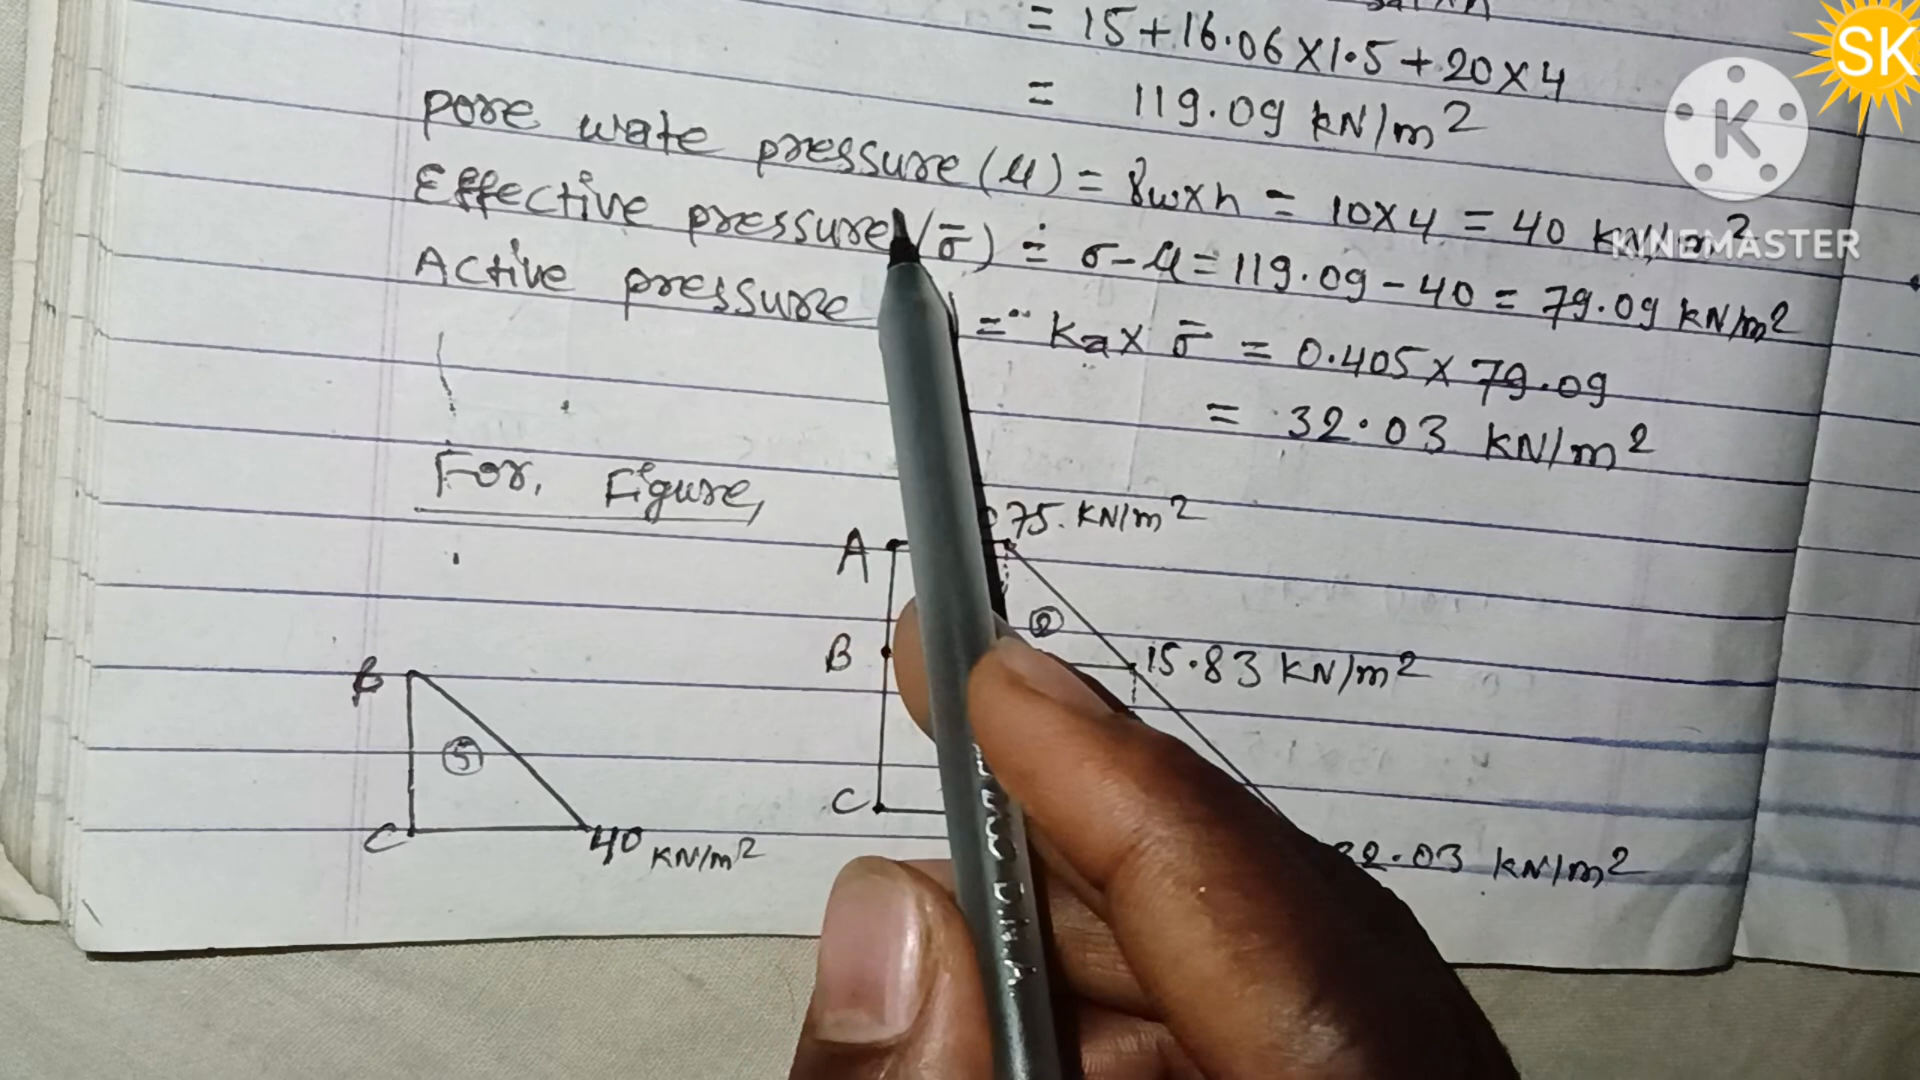 = 15+16.06×1.5+20×4
= 119.09 kN/m²
SK
K
pore wate pressure (μ) = γw×h = 10×4 = 40 KN/m²
KINEMASTER
Effective pressure (σ̄) = σ-μ = 119.09-40 = 79.09 kN/m²
Active pressure = ka× σ̄ = 0.405×79.09
= 32.03 KN/m²
For, Figure,
75. KN/m²
A
②
B
15.83 KN/m²
B
⑤
C
C
40 KN/m²
32.03 KN/m²